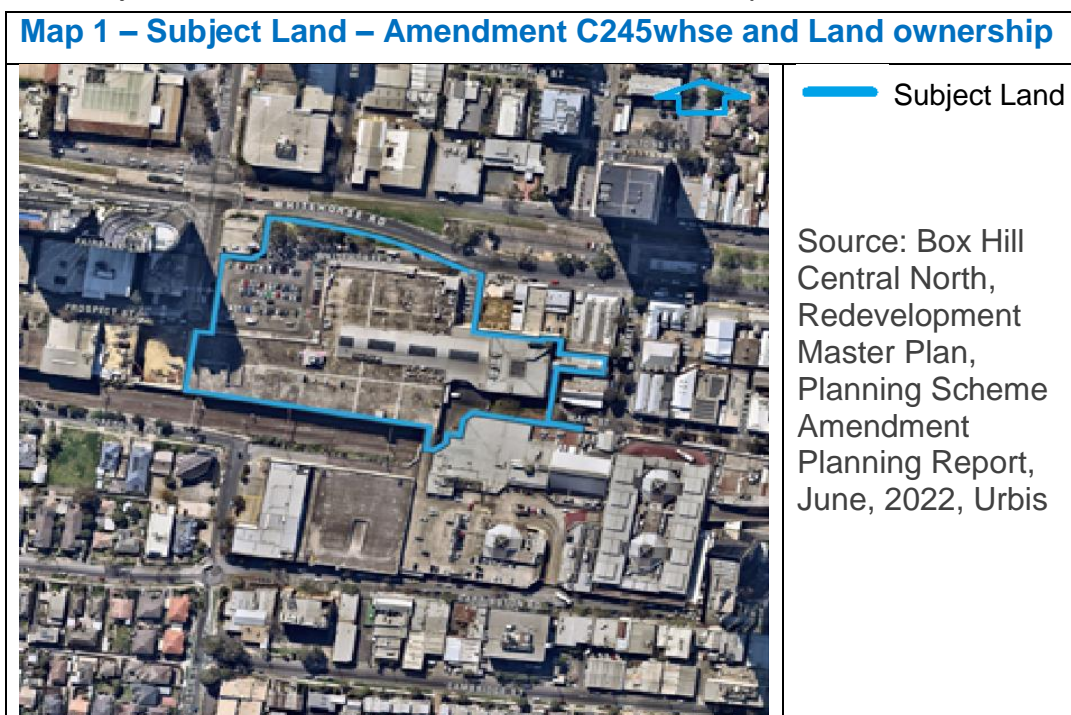 Map 1 – Subject Land – Amendment C245whse and Land ownership
WHITEHORSE RD
PROSPECT ST
Subject Land
Source: Box Hill
Central North,
Redevelopment
Master Plan,
Planning Scheme
Amendment
Planning Report,
June, 2022, Urbis